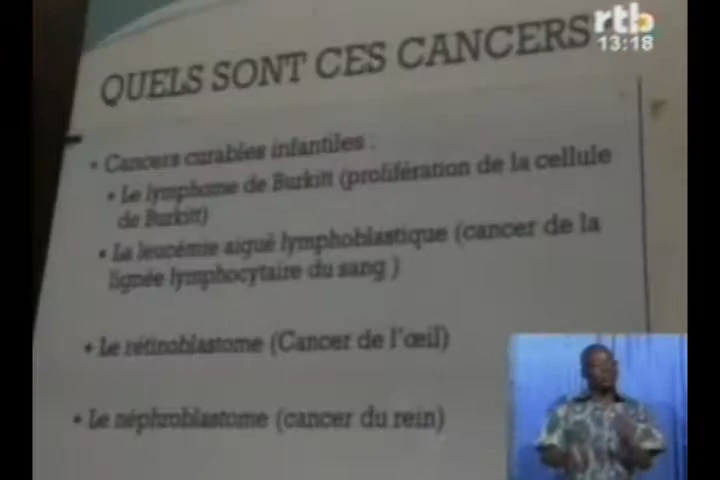 rtb
13:18
QUELS SONT CES CANCERS
• Cancers curables infantiles :
• Le lymphome de Burkitt (prolifération de la cellule
de Burkitt)
• La leucémie aiguë lymphoblastique (cancer de la
lignée lymphocytaire du sang )
• Le rétinoblastome (Cancer de l'œil)
• Le néphroblastome (cancer du rein)